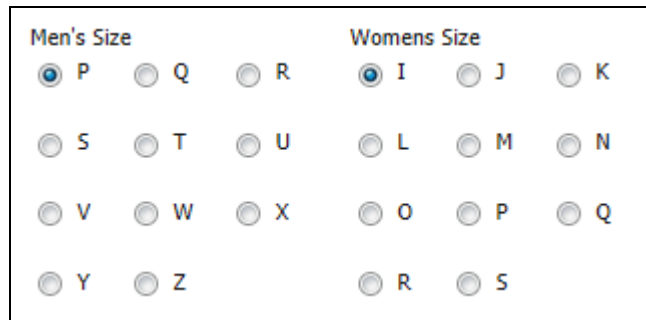 Men's Size
P Q R
S T U
V W X
Y Z
Womens Size
I J K
L M N
O P Q
R S